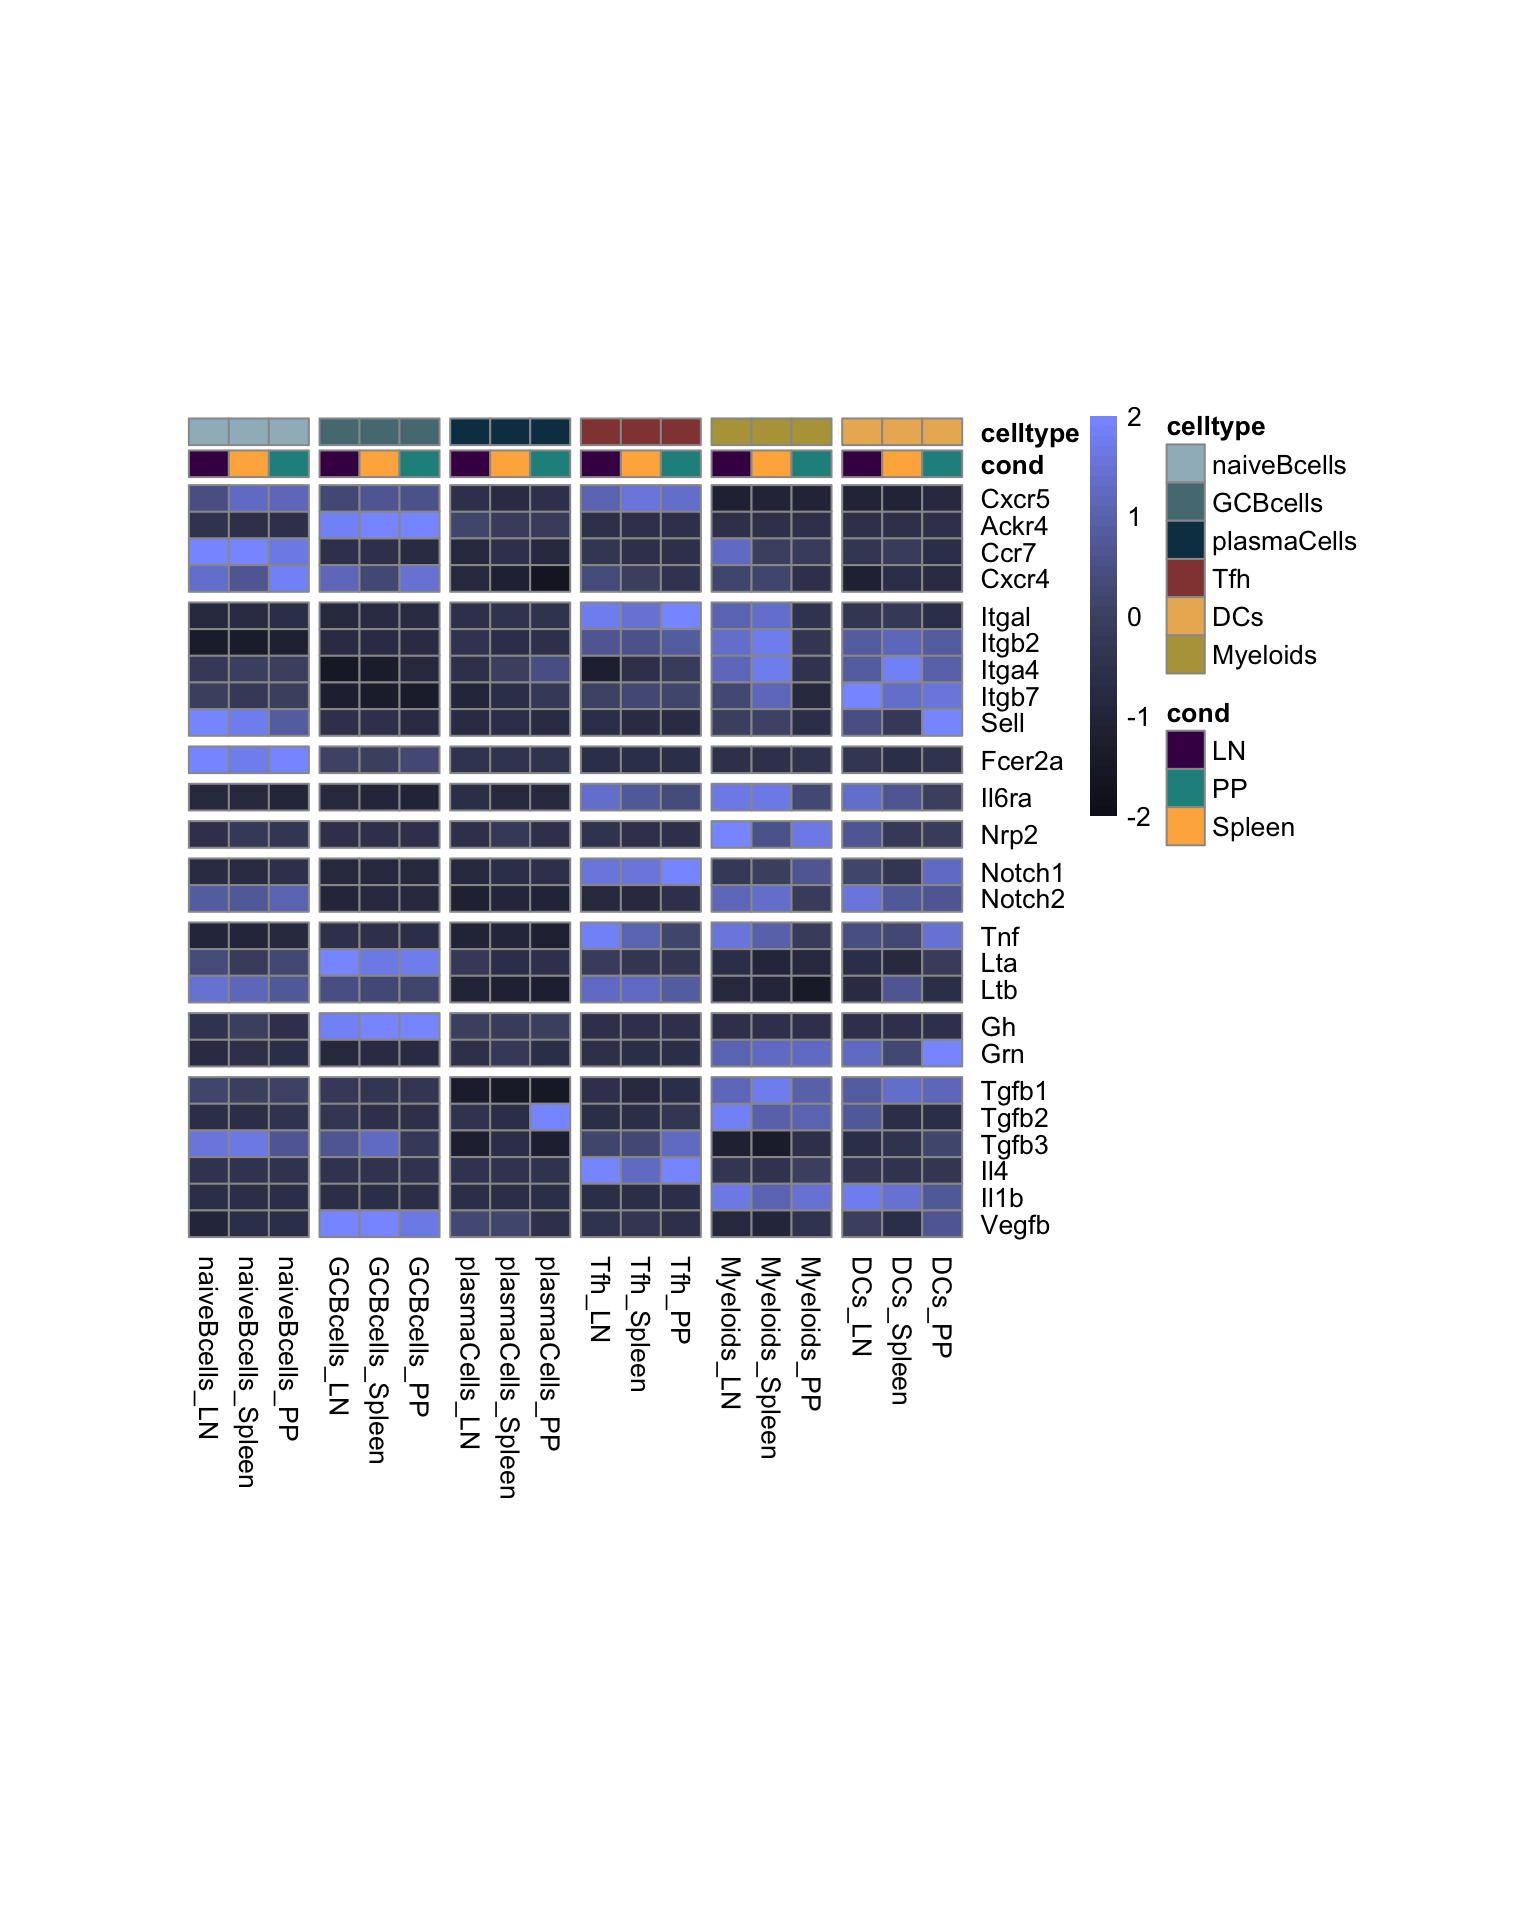 celltype
cond
Cxcr5
Ackr4
Ccr7
Cxcr4
Itgal
Itgb2
Itga4
Itgb7
Sell
Fcer2a
Il6ra
Nrp2
Notch1
Notch2
Tnf
Lta
Ltb
Gh
Grn
Tgfb1
Tgfb2
Tgfb3
Il4
Il1b
Vegfb
2
1
0
-1
-2
celltype
naiveBcells
GCBcells
plasmaCells
Tfh
DCs
Myeloids
cond
LN
PP
Spleen
naiveBcells_LN
naiveBcells_Spleen
naiveBcells_PP
GCBcells_LN
GCBcells_Spleen
GCBcells_PP
plasmaCells_LN
plasmaCells_Spleen
plasmaCells_PP
Tfh_LN
Tfh_Spleen
Tfh_PP
Myeloids_LN
Myeloids_Spleen
Myeloids_PP
DCs_LN
DCs_Spleen
DCs_PP